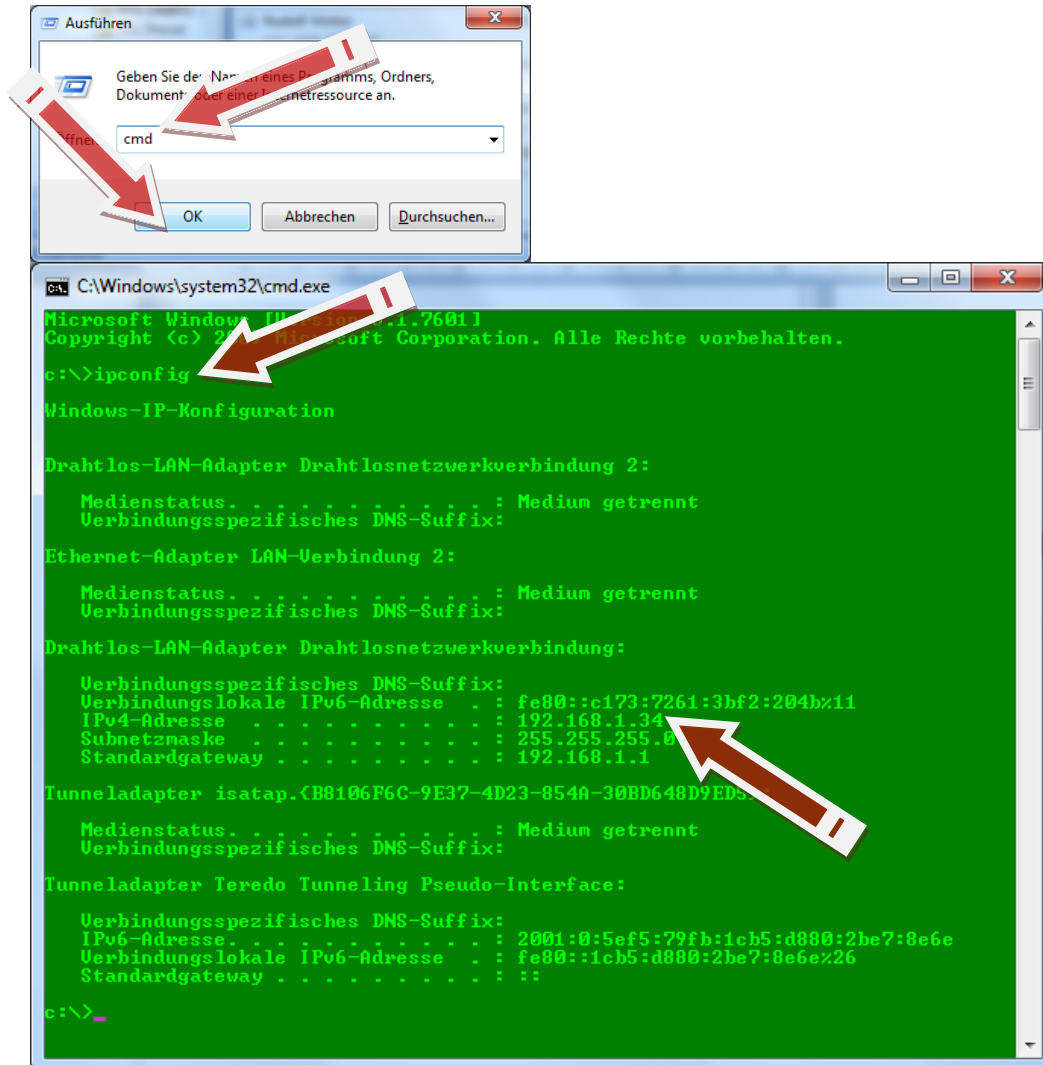 Ausführen
Geben Sie den Namen eines Programms, Ordners,
Dokuments oder einer Internetressource an.
Öffnen
cmd
OK Abbrechen Durchsuchen...
C:\Windows\system32\cmd.exe
Microsoft Windows [Version 6.1.7601]
Copyright (c) 2009 Microsoft Corporation. Alle Rechte vorbehalten.
c:\>ipconfig
Windows-IP-Konfiguration
Drahtlos-LAN-Adapter Drahtlosnetzwerkverbindung 2:
Medienstatus. . . . . . . . . . . : Medium getrennt
Verbindungsspezifisches DNS-Suffix:
Ethernet-Adapter LAN-Verbindung 2:
Medienstatus. . . . . . . . . . . : Medium getrennt
Verbindungsspezifisches DNS-Suffix:
Drahtlos-LAN-Adapter Drahtlosnetzwerkverbindung:
Verbindungsspezifisches DNS-Suffix:
Verbindungslokale IPv6-Adresse . : fe80::c173:7261:3bf2:204b%11
IPv4-Adresse . . . . . . . . . . : 192.168.1.34
Subnetzmaske . . . . . . . . . . : 255.255.255.0
Standardgateway . . . . . . . . . : 192.168.1.1
Tunneladapter
Medienstatus. . . . . . . . . . . : Medium getrennt
Verbindungsspezifisches DNS-Suffix:
Tunneladapter Teredo Tunneling Pseudo-Interface:
Verbindungsspezifisches DNS-Suffix:
IPv6-Adresse. . . . . . . . . . . : 2001:0:5ef5:79fb:1cb5:d880:2be7:8e6e
Verbindungslokale IPv6-Adresse . : fe80::1cb5:d880:2be7:8e6e%26
Standardgateway . . . . . . . . . : ::
c:\>_